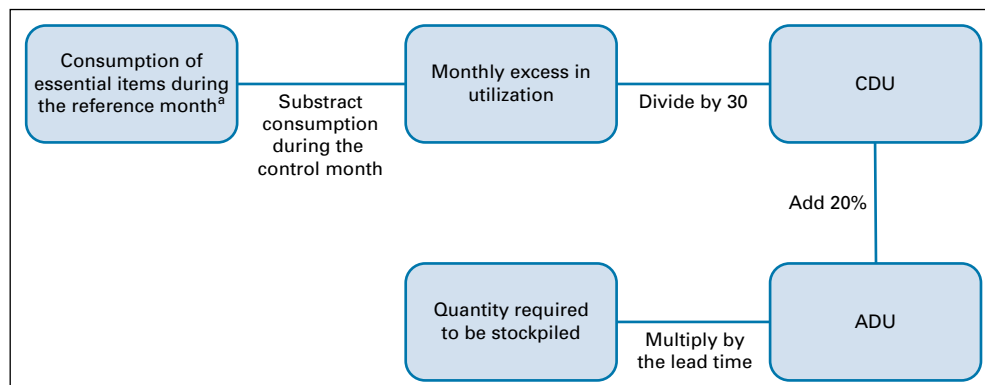 Consumption of
essential items during
the reference monthª
Substract
consumption
during the
control month
Monthly excess in
utilization
Divide by 30
CDU
Add 20%
ADU
Multiply by
the lead time
Quantity required
to be stockpiled